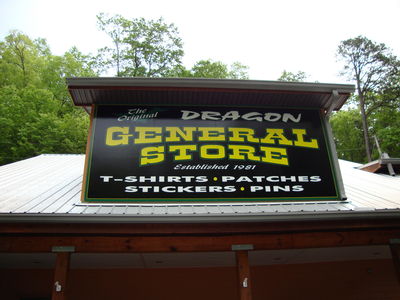 The Original DRAGON
GENERAL
STORE
Established 1981
T-SHIRTS • PATCHES
STICKERS • PINS